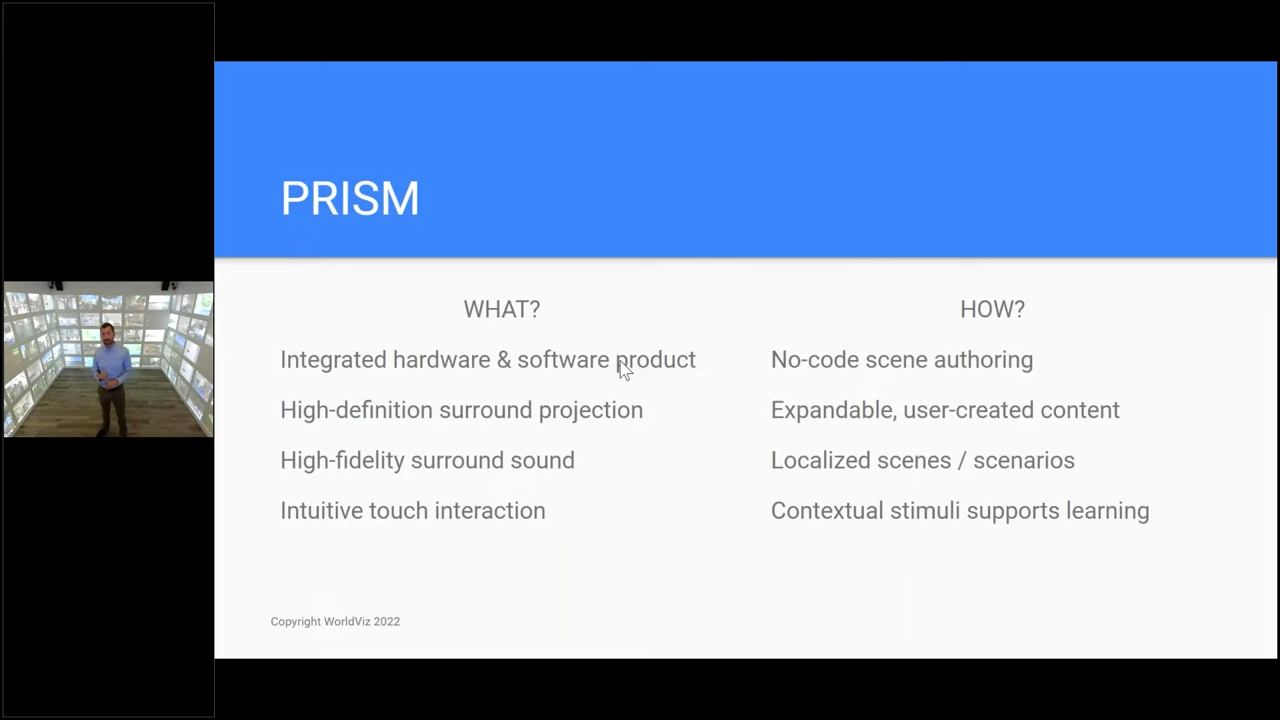 PRISM
WHAT?
Integrated hardware & software product
High-definition surround projection
High-fidelity surround sound
Intuitive touch interaction
HOW?
No-code scene authoring
Expandable, user-created content
Localized scenes / scenarios
Contextual stimuli supports learning
Copyright WorldViz 2022